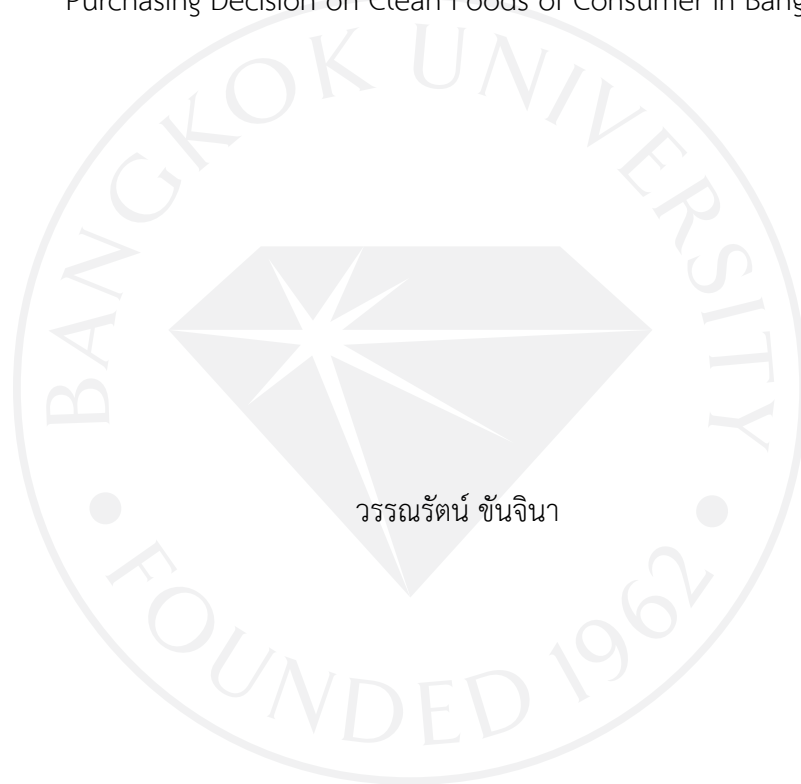 Purchasing Decision on Clean Foods of Consumer in Bang
วรรณรัตน์ ขันจินา
BANGKOK UNIVERSITY
FOUNDED 1962